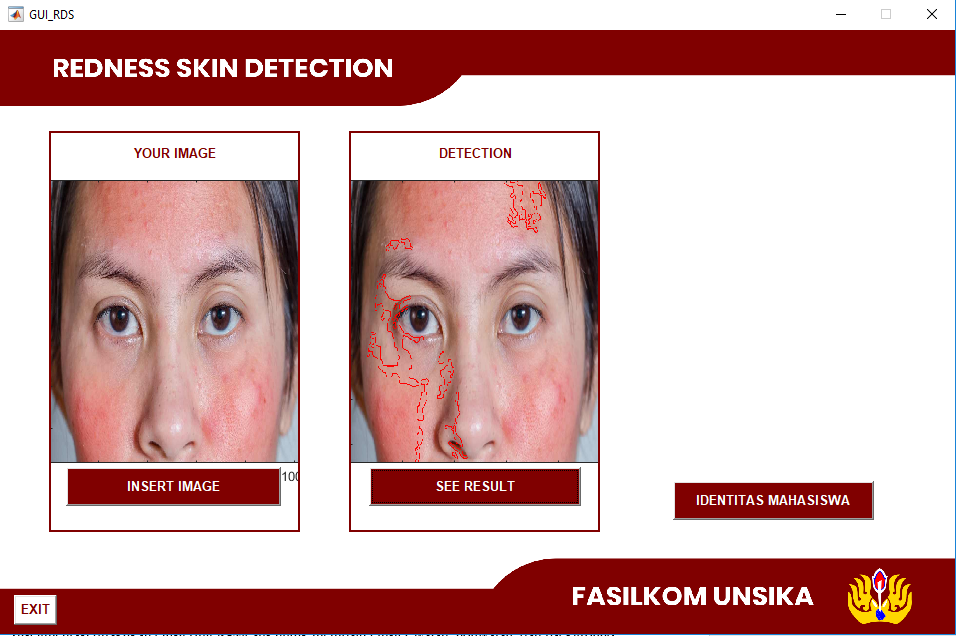 GUI_RDS
REDNESS SKIN DETECTION
YOUR IMAGE
DETECTION
100
INSERT IMAGE
SEE RESULT
IDENTITAS MAHASISWA
FASILKOM UNSIKA
EXIT